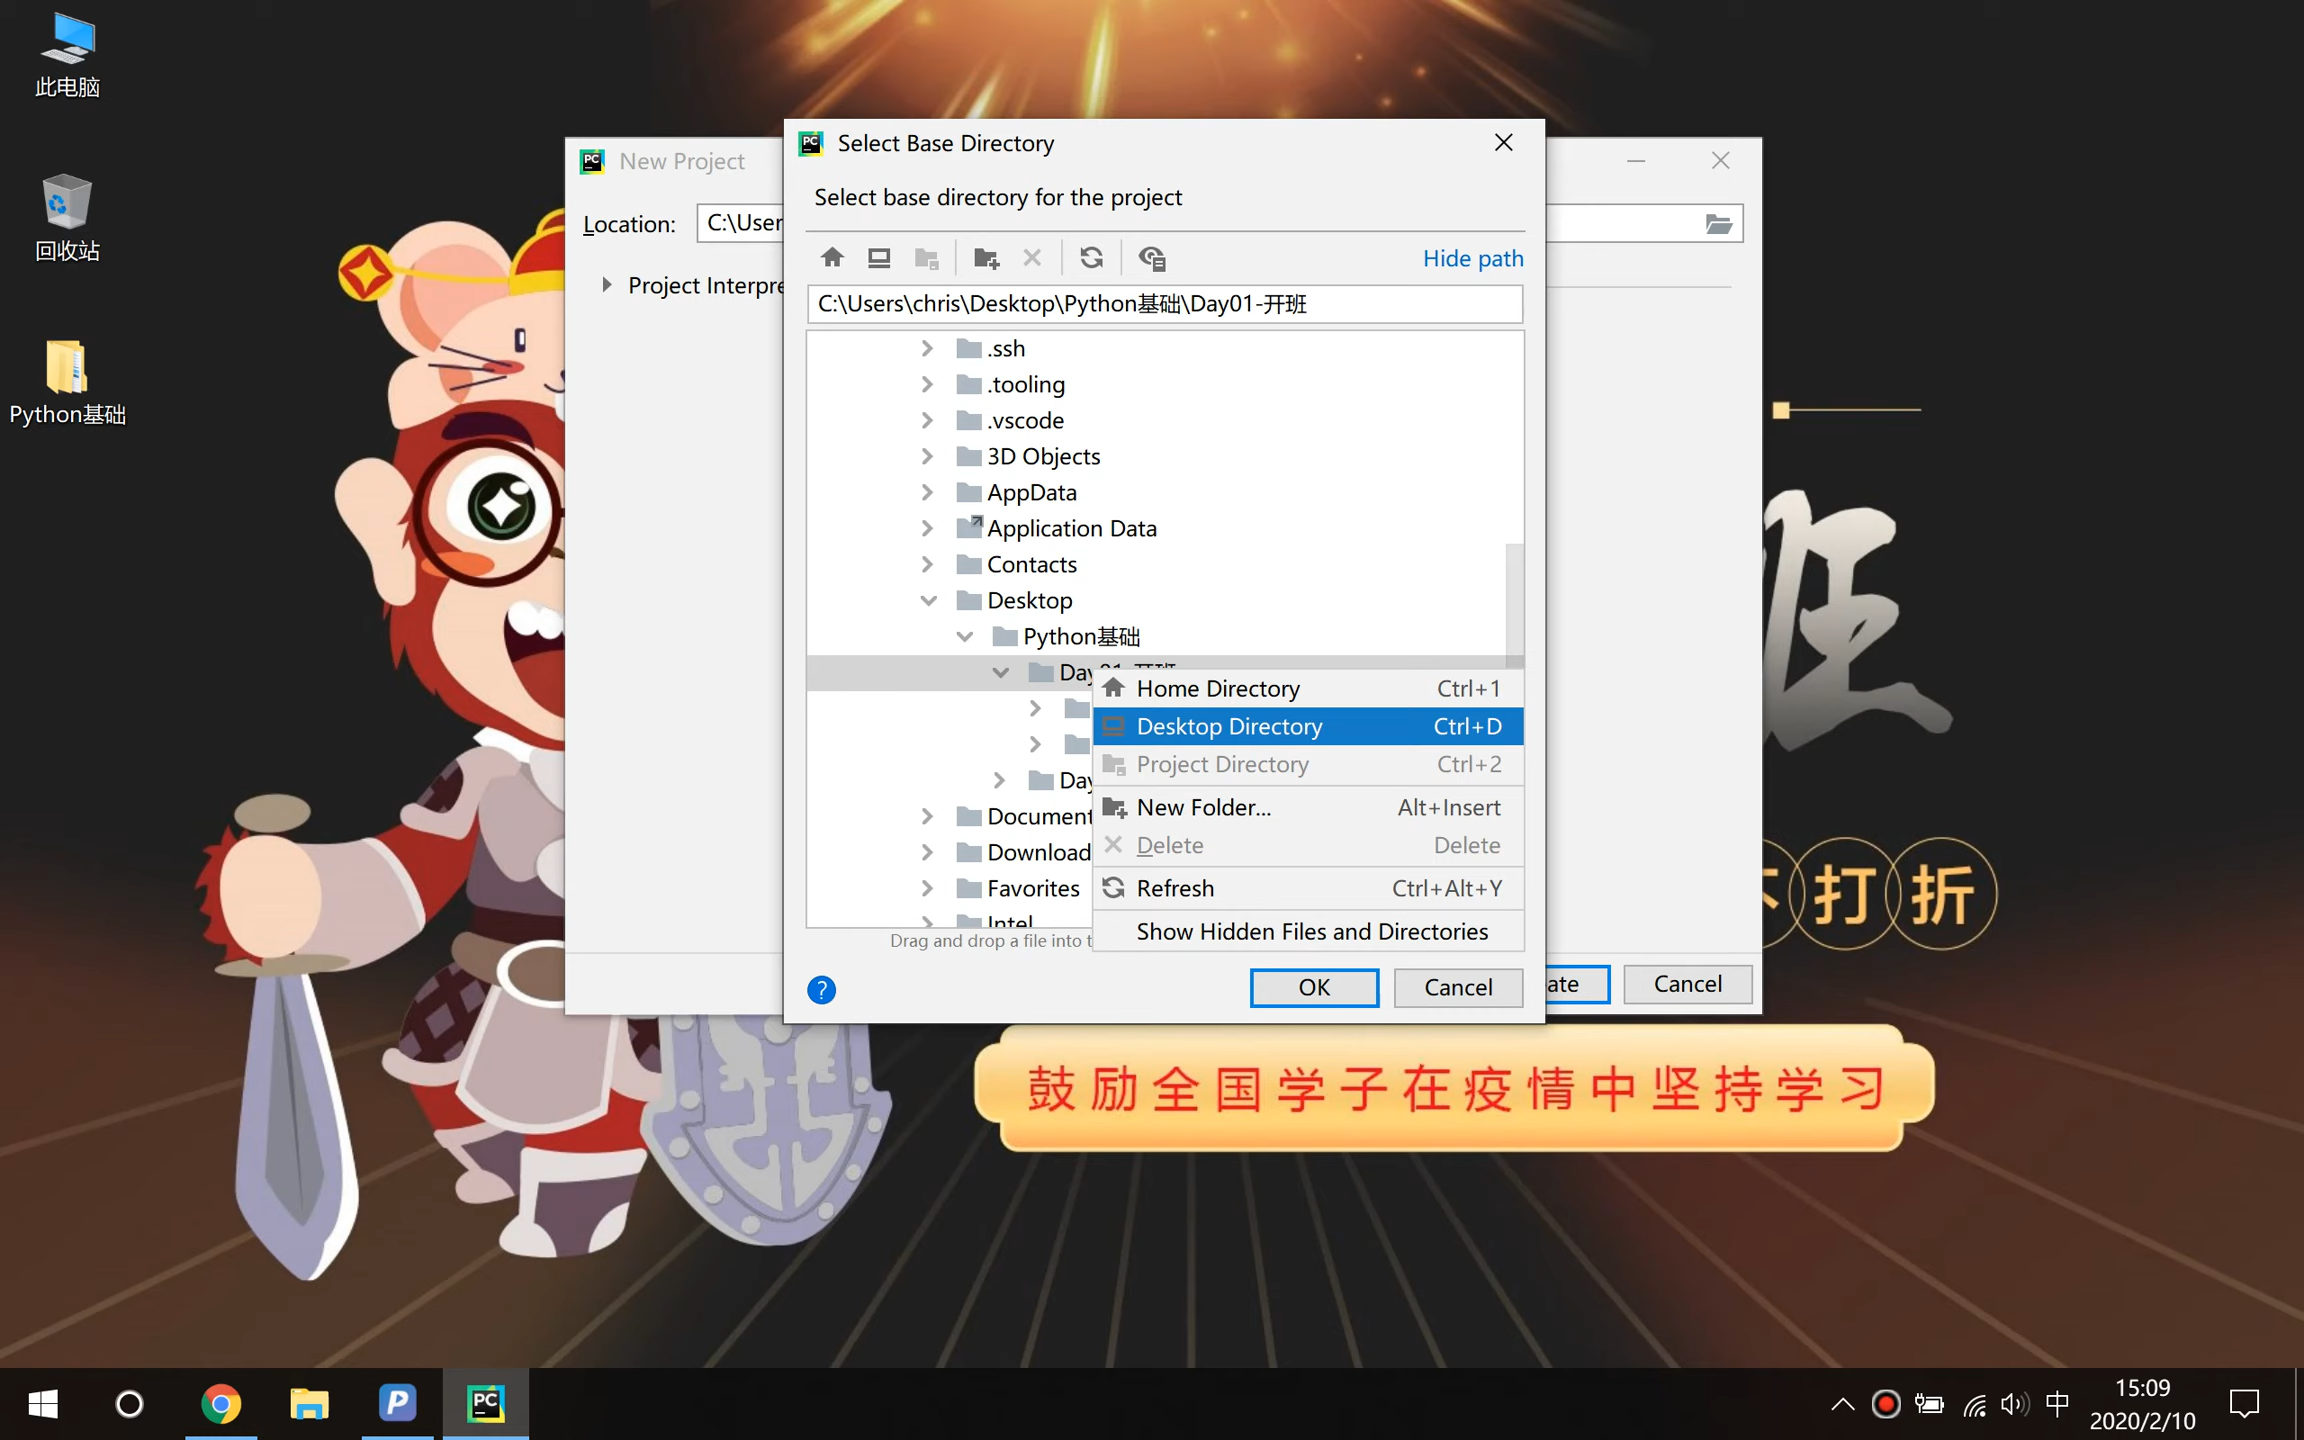 此电脑
回收站
Python基础
New Project
Location:
C:\User
Project Interpre
Select Base Directory
Select base directory for the project
Hide path
C:\Users\chris\Desktop\Python基础\Day01-开班
.ssh
.tooling
.vscode
3D Objects
AppData
Application Data
Contacts
Desktop
Python基础
Day01-开班
Home Directory Ctrl+1
Desktop Directory Ctrl+D
Project Directory Ctrl+2
Day
New Folder... Alt+Insert
Document
Delete Delete
Download
Favorites
Refresh Ctrl+Alt+Y
Intel
Show Hidden Files and Directories
Drag and drop a file into t
?
OK
Cancel
ate
Cancel
班
打折
鼓励全国学子在疫情中坚持学习
PC
P
中
15:09
2020/2/10